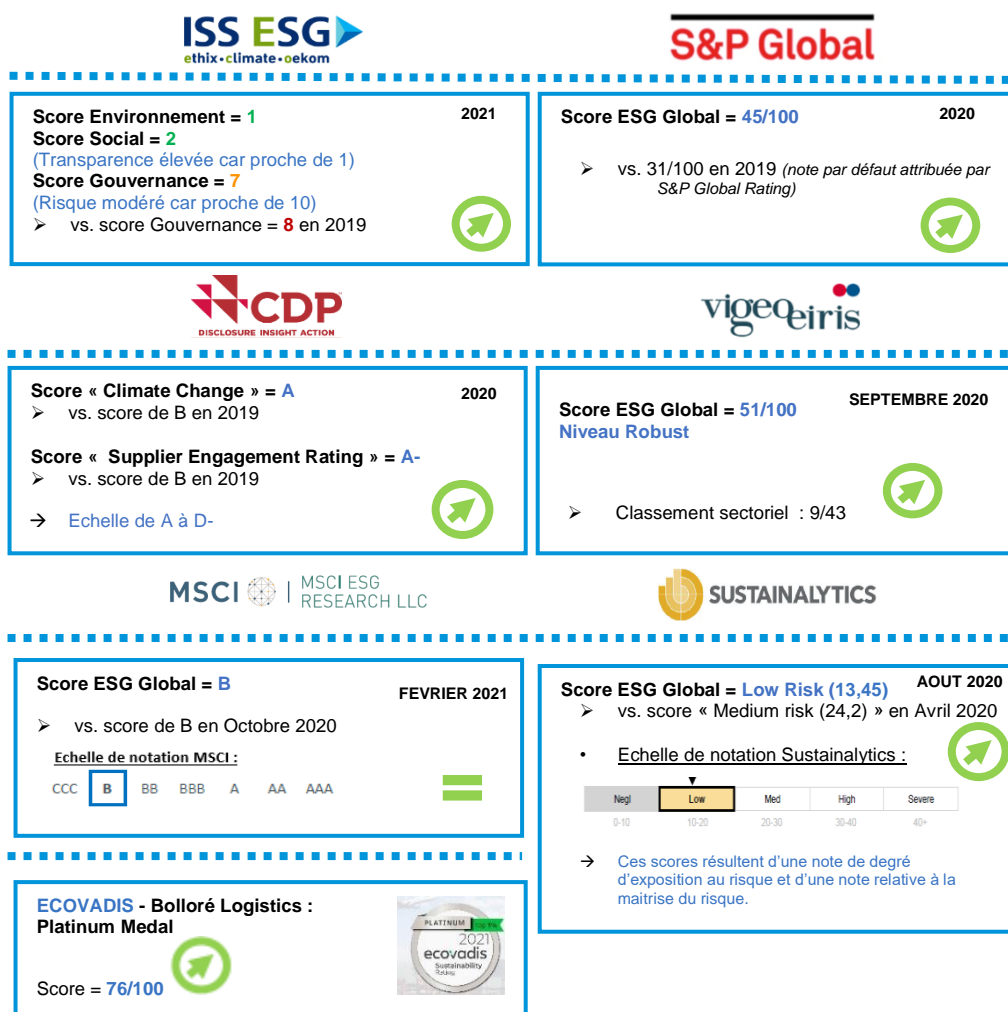 ISS ESG
ethix·climate·oekom
S&P Global
Score Environnement = 1
2021
Score Social = 2
(Transparence élevée car proche de 1)
Score Gouvernance = 7
(Risque modéré car proche de 10)
➢ vs. score Gouvernance = 8 en 2019
Score ESG Global = 45/100
2020
➢ vs. 31/100 en 2019 (note par défaut attribuée par
S&P Global Rating)
CDP
DISCLOSURE INSIGHT ACTION
vigeoeiris
Score « Climate Change » = A
2020
➢ vs. score de B en 2019
Score « Supplier Engagement Rating » = A-
➢ vs. score de B en 2019
→ Echelle de A à D-
SEPTEMBRE 2020
Score ESG Global = 51/100
Niveau Robust
➢ Classement sectoriel : 9/43
MSCI | MSCI ESG
RESEARCH LLC
SUSTAINALYTICS
Score ESG Global = B
FEVRIER 2021
➢ vs. score de B en Octobre 2020
Echelle de notation MSCI :
CCC B BB BBB A AA AAA
AOUT 2020
Score ESG Global = Low Risk (13,45)
➢ vs. score « Medium risk (24,2) » en Avril 2020
• Echelle de notation Sustainalytics :
Negl Low Med High Severe
0-10 10-20 20-30 30-40 40+
→ Ces scores résultent d'une note de degré
d'exposition au risque et d'une note relative à la
maitrise du risque.
ECOVADIS - Bolloré Logistics :
Platinum Medal
Score = 76/100
PLATINUM
2021
ecovadis
Sustainability
Rating